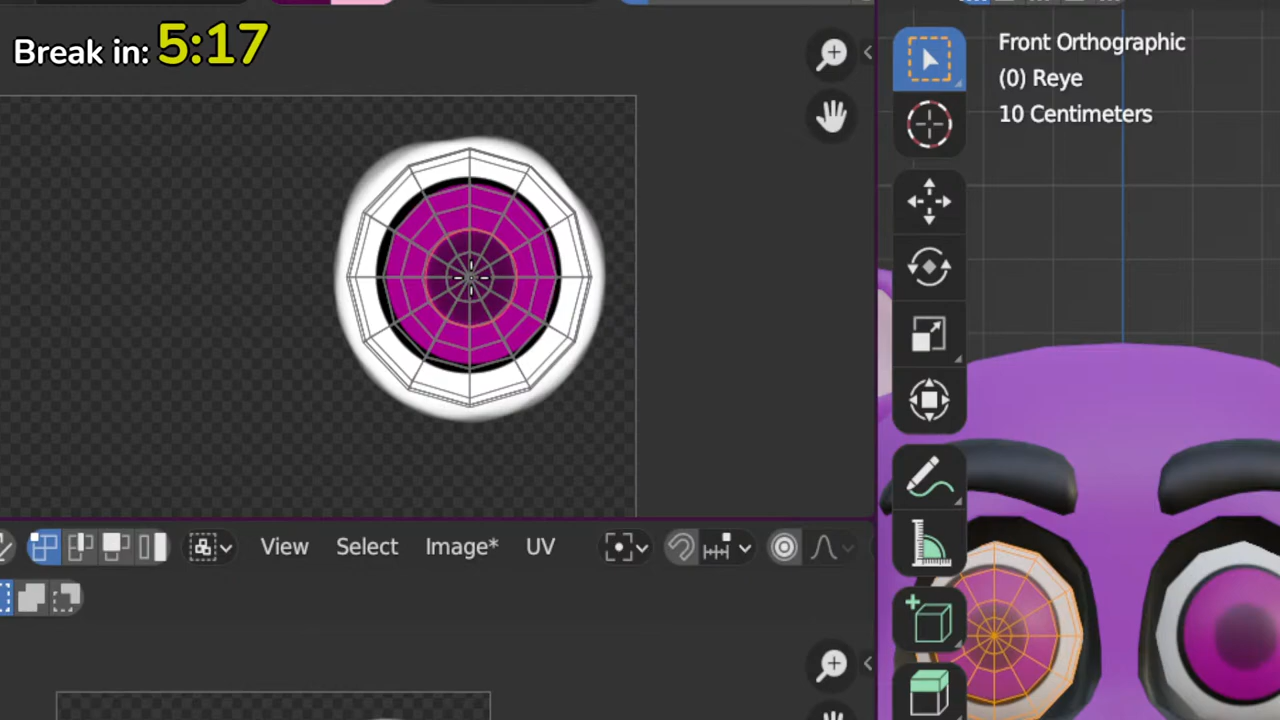 Break in: 5:17
Front Orthographic
(0) Reye
10 Centimeters
View Select Image* UV